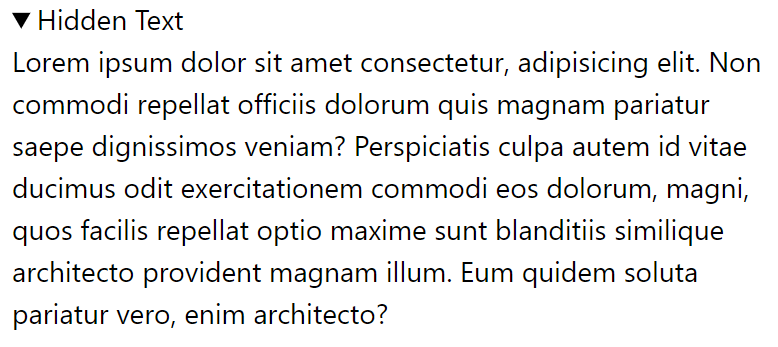 Hidden Text
Lorem ipsum dolor sit amet consectetur, adipisicing elit. Non
commodi repellat officiis dolorum quis magnam pariatur
saepe dignissimos veniam? Perspiciatis culpa autem id vitae
ducimus odit exercitationem commodi eos dolorum, magni,
quos facilis repellat optio maxime sunt blanditiis similique
architecto provident magnam illum. Eum quidem soluta
pariatur vero, enim architecto?